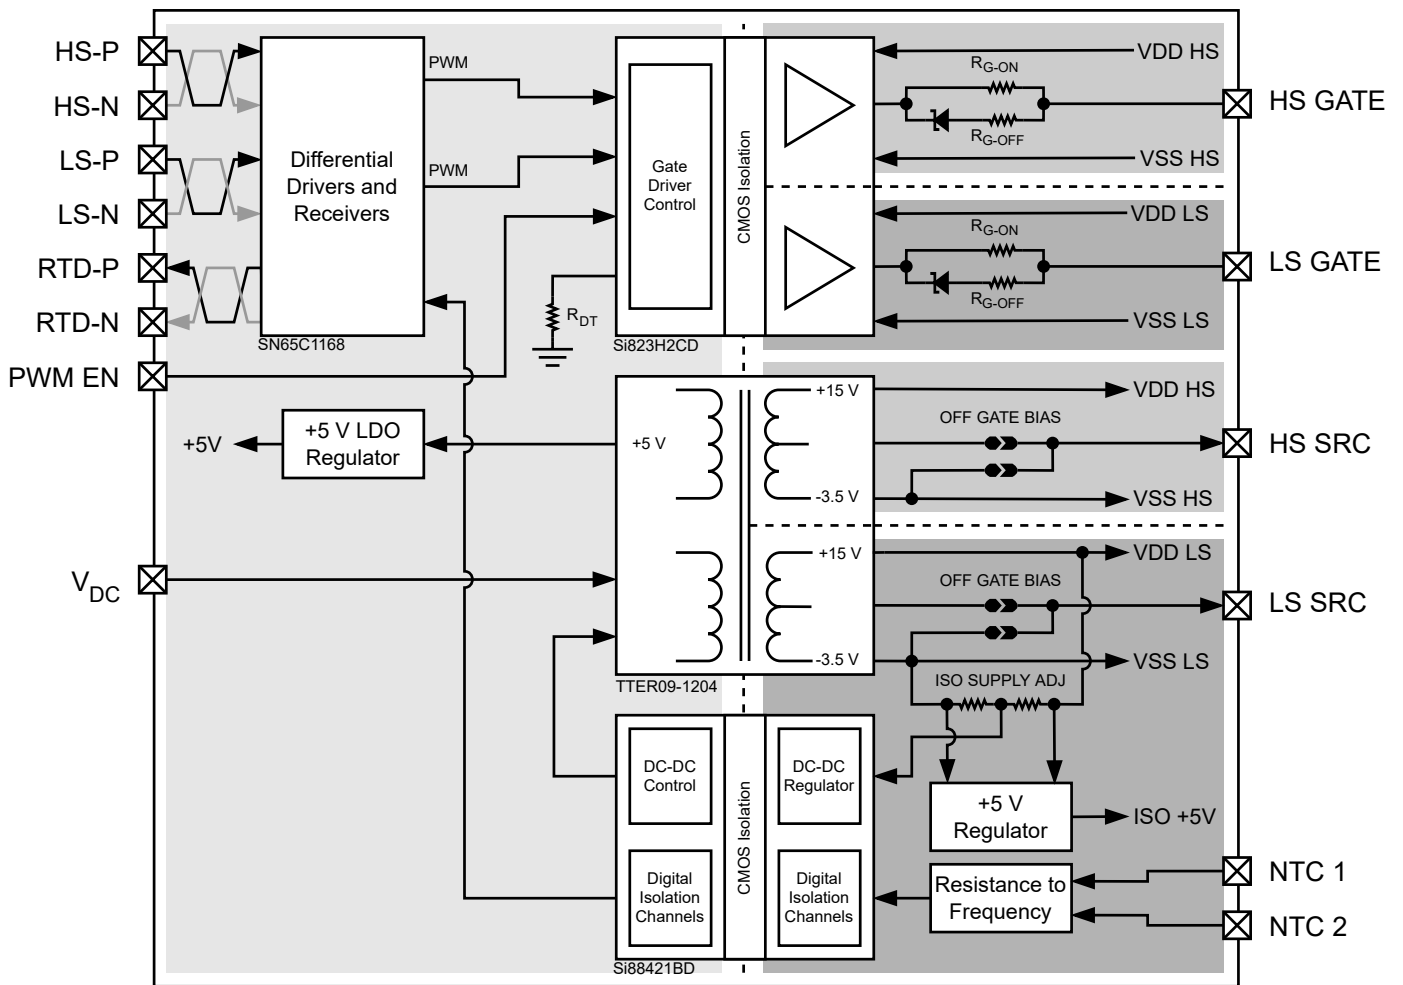 HS-P
HS-N
LS-P
LS-N
RTD-P
RTD-N
PWM EN
V_DC
Differential
Drivers and
Receivers
SN65C1168
PWM
PWM
R_DT
+5V
+5 V LDO
Regulator
Gate
Driver
Control
CMOS Isolation
Si823H2CD
VDD HS
R_G-ON
R_G-OFF
VSS HS
HS GATE
VDD LS
R_G-ON
R_G-OFF
VSS LS
LS GATE
+5 V
+15 V
-3.5 V
+15 V
-3.5 V
TTER09-1204
VDD HS
OFF GATE BIAS
HS SRC
VSS HS
VDD LS
OFF GATE BIAS
LS SRC
VSS LS
ISO SUPPLY ADJ
DC-DC
Control
CMOS Isolation
DC-DC
Regulator
Digital
Isolation
Channels
Digital
Isolation
Channels
Si88421BD
+5 V
Regulator
ISO +5V
Resistance to
Frequency
NTC 1
NTC 2